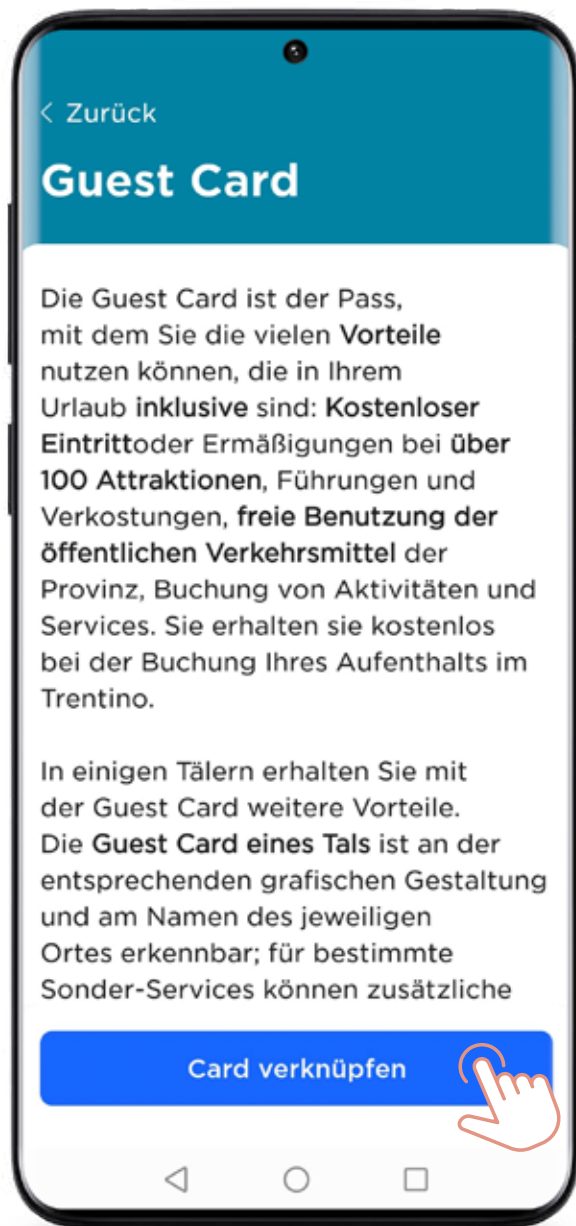 < Zurück
Guest Card
Die Guest Card ist der Pass,
mit dem Sie die vielen Vorteile
nutzen können, die in Ihrem
Urlaub inklusive sind: Kostenloser
Eintrittoder Ermäßigungen bei über
100 Attraktionen, Führungen und
Verkostungen, freie Benutzung der
öffentlichen Verkehrsmittel der
Provinz, Buchung von Aktivitäten und
Services. Sie erhalten sie kostenlos
bei der Buchung Ihres Aufenthalts im
Trentino.
In einigen Tälern erhalten Sie mit
der Guest Card weitere Vorteile.
Die Guest Card eines Tals ist an der
entsprechenden grafischen Gestaltung
und am Namen des jeweiligen
Ortes erkennbar; für bestimmte
Sonder-Services können zusätzliche
Card verknüpfen